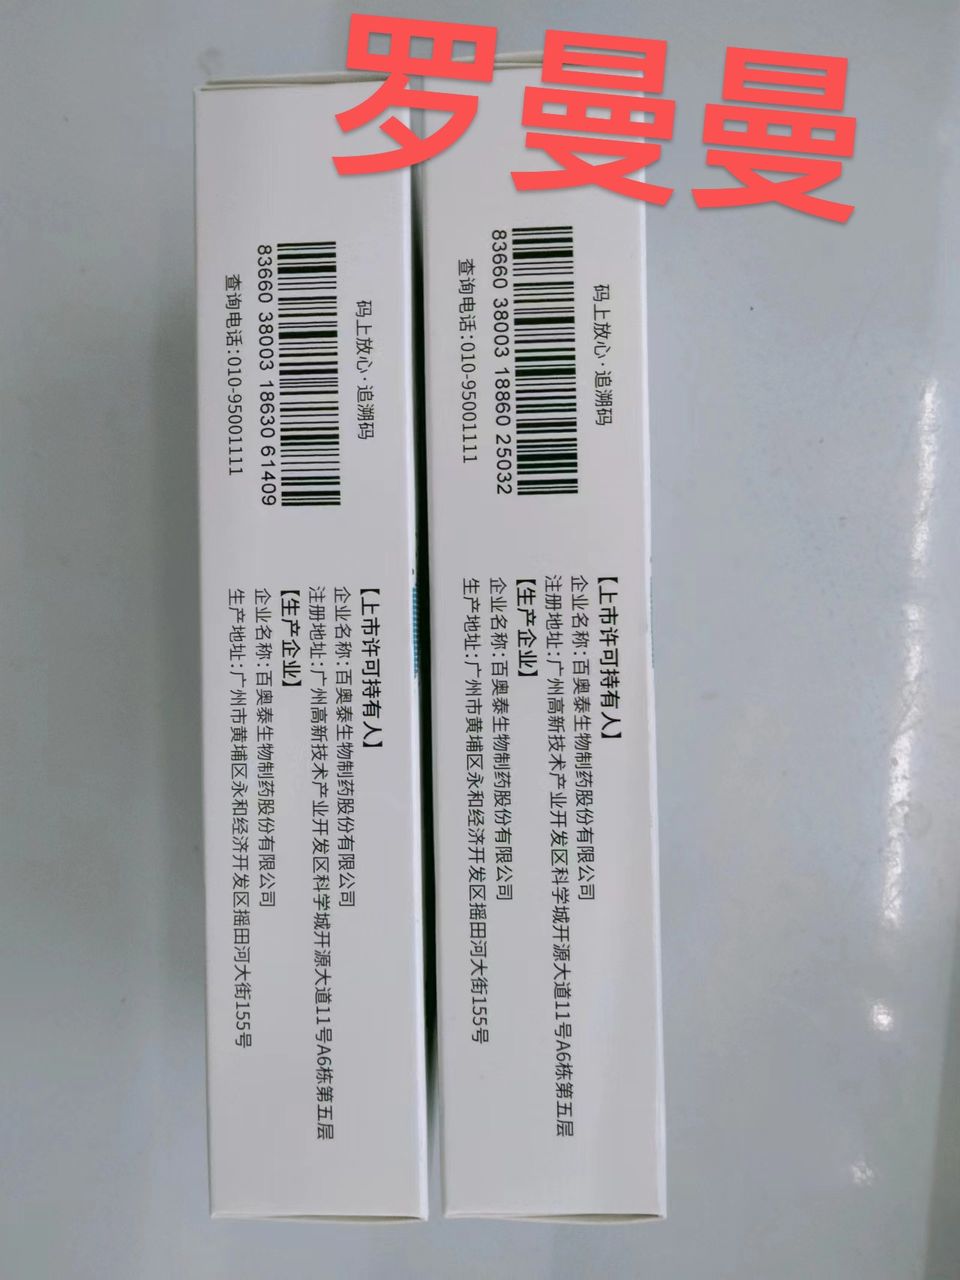 罗曼曼
码上放心·追溯码
83660 38003 18630 61409
查询电话:010-95001111
【上市许可持有人】
企业名称:百奥泰生物制药股份有限公司
注册地址:广州高新技术产业开发区科学城开源大道11号A6栋第五层
【生产企业】
企业名称:百奥泰生物制药股份有限公司
生产地址:广州市黄埔区永和经济开发区摇田河大街155号
码上放心·追溯码
83660 38003 18860 25032
查询电话:010-95001111
【上市许可持有人】
企业名称:百奥泰生物制药股份有限公司
注册地址:广州高新技术产业开发区科学城开源大道11号A6栋第五层
【生产企业】
企业名称:百奥泰生物制药股份有限公司
生产地址:广州市黄埔区永和经济开发区摇田河大街155号